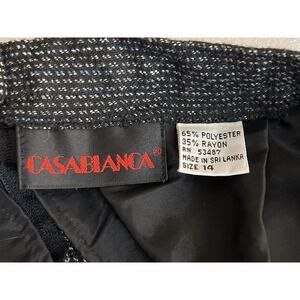 CASABLANCA®
65% POLYESTER
35% RAYON
RN 53487
MADE IN SRI LANKA
SIZE 14